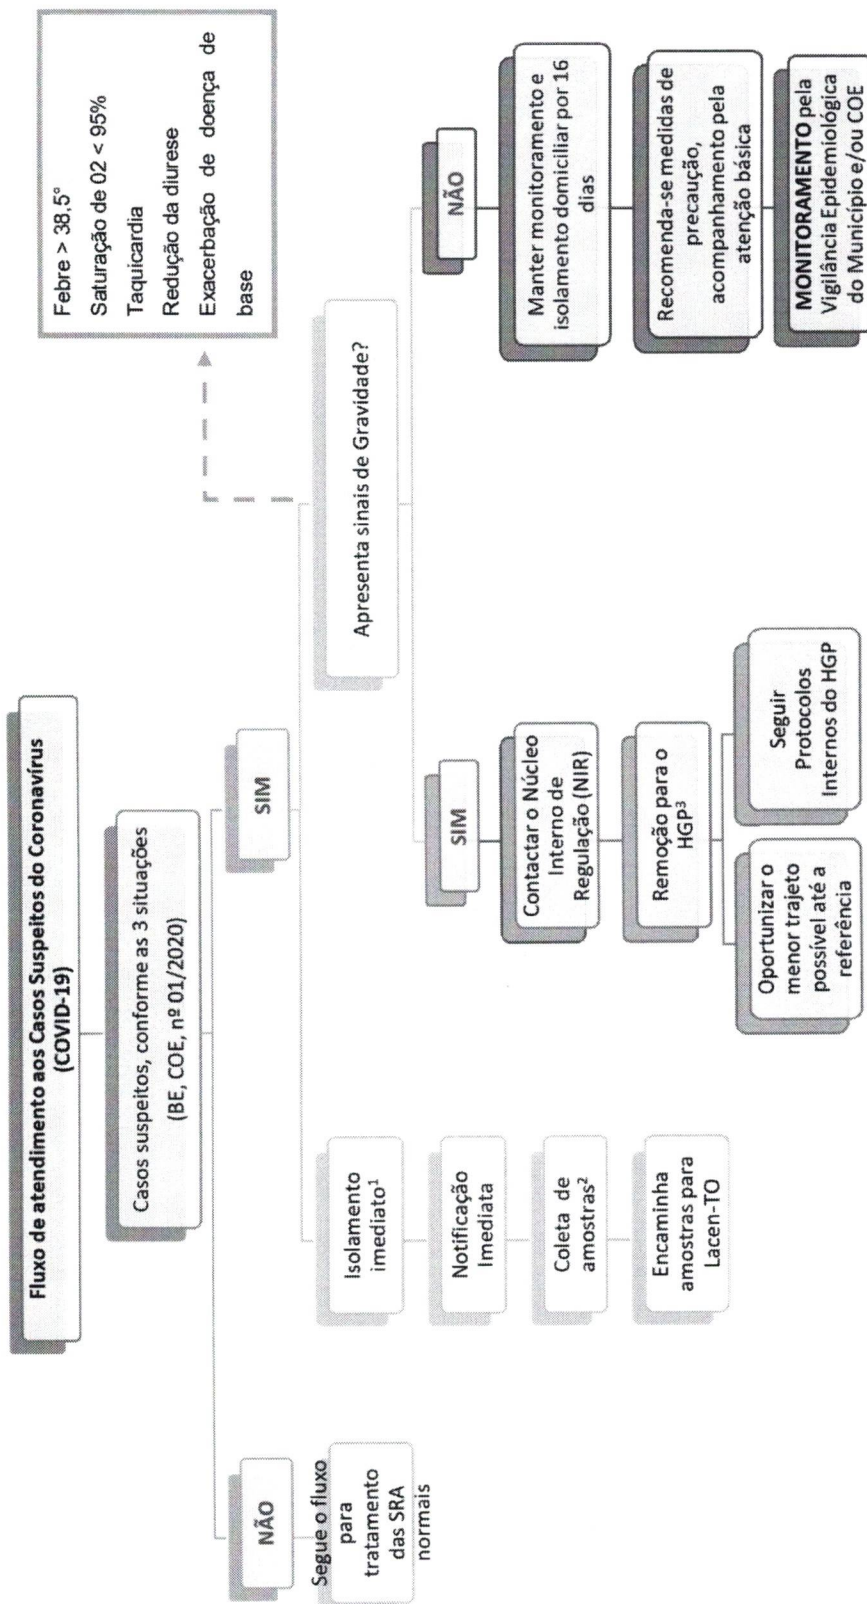 Fluxo de atendimento aos Casos Suspeitos do Coronavírus
(COVID-19)
Casos suspeitos, conforme as 3 situações
(BE, COE, nº 01/2020)
NÃO
Segue o fluxo
para
tratamento
das SRA
normais
SIM
Isolamento
imediato¹
Notificação
Imediata
Coleta de
amostras²
Encaminha
amostras para
Lacen-TO
Apresenta sinais de Gravidade?
Febre > 38,5°
Saturação de 02 < 95%
Taquicardia
Redução da diurese
Exacerbação de doença de
base
SIM
Contactar o Núcleo
Interno de
Regulação (NIR)
Remoção para o
HGP³
Oportunizar o
menor trajeto
possível até a
referência
Seguir
Protocolos
Internos do HGP
NÃO
Manter monitoramento e
isolamento domiciliar por 16
dias
Recomenda-se medidas de
precaução,
acompanhamento pela
atenção básica
MONITORAMENTO pela
Vigilância Epidemiológica
do Município e/ou COE